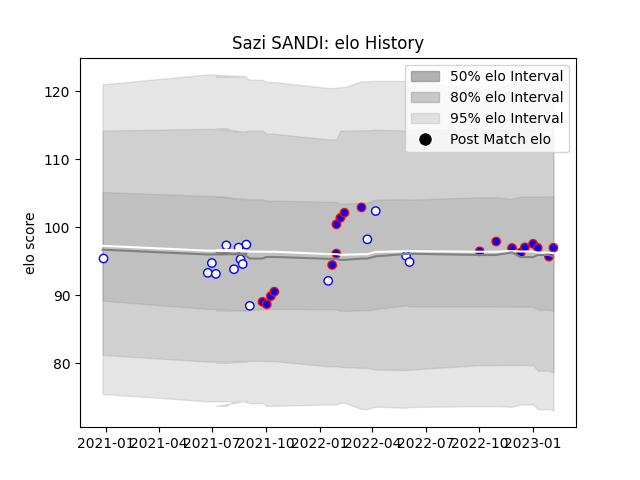 Sazi SANDI: elo History
50% elo Interval
80% elo Interval
95% elo Interval
Post Match elo
elo score
120
110
100
90
80
2021-01 2021-04 2021-07 2021-10 2022-01 2022-04 2022-07 2022-10 2023-01